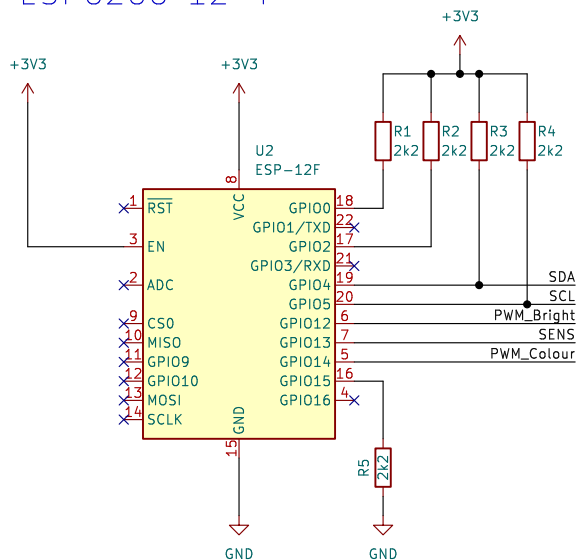 +3V3
+3V3
+3V3
R1
2k2
R2
2k2
R3
2k2
R4
2k2
U2
ESP-12F
8
VCC
1
RST
3
EN
2
ADC
9
CS0
10
MISO
11
GPIO9
12
GPIO10
13
MOSI
14
SCLK
GPIO0
18
GPIO1/TXD
22
GPIO2
17
GPIO3/RXD
21
GPIO4
19
SDA
GPIO5
20
SCL
GPIO12
6
PWM_Bright
GPIO13
7
SENS
GPIO14
5
PWM_Colour
GPIO15
16
GPIO16
4
GND
15
R5
2k2
GND
GND